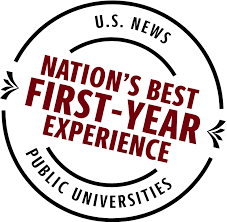 U.S. NEWS
NATION'S BEST
FIRST-YEAR
EXPERIENCE
PUBLIC UNIVERSITIES